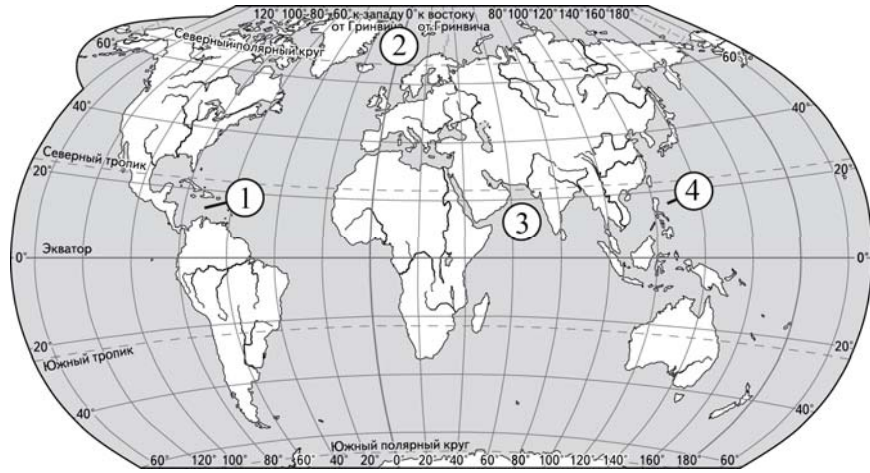 120° 100° 80° 60° к западу 0° к востоку 80° 100° 120° 140° 160° 180°
от Гринвича от Гринвича
2
Северный полярный круг
60° 60°
40° 40°
Северный тропик
20° 20°
1 4
3
Экватор
0° 0°
20° 20°
Южный тропик
40° 40°
Южный полярный круг
60° 120° 100° 80° 60° 40° 20° 0° 20° 40° 60° 80° 100° 120° 140° 160° 180° 60°